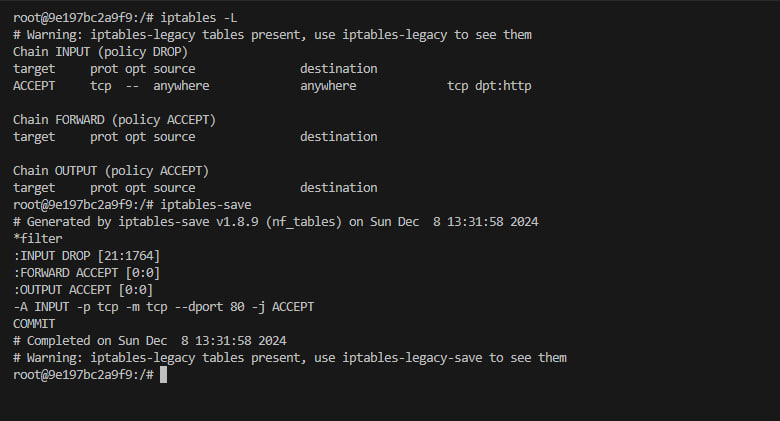 root@9e197bc2a9f9:/# iptables -L
# Warning: iptables-legacy tables present, use iptables-legacy to see them
Chain INPUT (policy DROP)
target     prot opt source               destination
ACCEPT     tcp  --  anywhere             anywhere             tcp dpt:http

Chain FORWARD (policy ACCEPT)
target     prot opt source               destination

Chain OUTPUT (policy ACCEPT)
target     prot opt source               destination
root@9e197bc2a9f9:/# iptables-save
# Generated by iptables-save v1.8.9 (nf_tables) on Sun Dec  8 13:31:58 2024
*filter
:INPUT DROP [21:1764]
:FORWARD ACCEPT [0:0]
:OUTPUT ACCEPT [0:0]
-A INPUT -p tcp -m tcp --dport 80 -j ACCEPT
COMMIT
# Completed on Sun Dec  8 13:31:58 2024
# Warning: iptables-legacy tables present, use iptables-legacy-save to see them
root@9e197bc2a9f9:/#